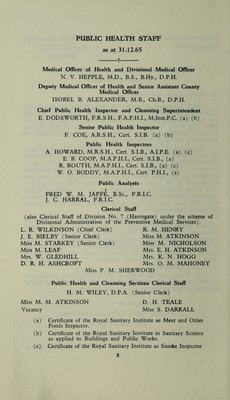 PUBLIC HEALTH STAFF
as at 31.12.65
Medical Officer of Health and Divisional Medical Officer
N. V. HEPPLE, M.D., B.S., B.Hy., D.P.H.
Deputy Medical Officer of Health and Senior Assistant County
Medical Officer
ISOBEL B. ALEXANDER, M.B., Ch.B., D.P.H.
Chief Public Health Inspector and Cleansing Superintendent
E. DODSWORTH, F.R.S.H., F.A.P.H.I., M.Inst.P.C. (a) (b)
Senior Public Health Inspector
F. COE, A.R.S.H., Cert. S.I.B. (a) (b)
Public Health Inspectors
A. HOWARD, M.R.S.H., Cert. S.I.B., A.I.P.E. (a) (c)
E. B. COOP, M.A.P.H.I., Cert. S.I.B., (a)
R. ROUTH, M.A.P.H.I., Cert. S.I.B., (a) (c)
W. O. BODDY, M.A.P.H.I., Cert. P.H.I., (a)
Public Analysts
FRED W. M. JAFFÉ, B.Sc., F.R.I.C.
J. C. HARRAL, F.R.I.C.
Clerical Staff
(also Clerical Staff of Division No. 7 (Harrogate) under the scheme of
Divisional Administration of the Preventive Medical Services).
L. B. WILKINSON (Chief Clerk) R. M. HENRY
J. E. BIELBY (Senior Clerk) Miss M. ATKINSON
Miss M. STARKEY (Senior Clerk) Miss M. NICHOLSON
Miss M. LEAF Mrs. E. H. ATKINSON
Mrs. W. GLEDHILL Mrs. K. N. HOGG
D. R. H. ASHCROFT Mrs. O. M. MAHONEY
Miss P. M. SHERWOOD
Public Health and Cleansing Sections Clerical Staff
H. M. WILEY, D.P.A. (Senior Clerk)
Miss M. M. ATKINSON D. H. TEALE
Vacancy Miss S. DARRALL
(a) Certificate of the Royal Sanitary Institute as Meat and Other
Foods Inspector.
(b) Certificate of the Royal Sanitary Institute in Sanitary Science
as applied to Buildings and Public Works.
(c) Certificate of the Royal Sanitary Institute as Smoke Inspector
8